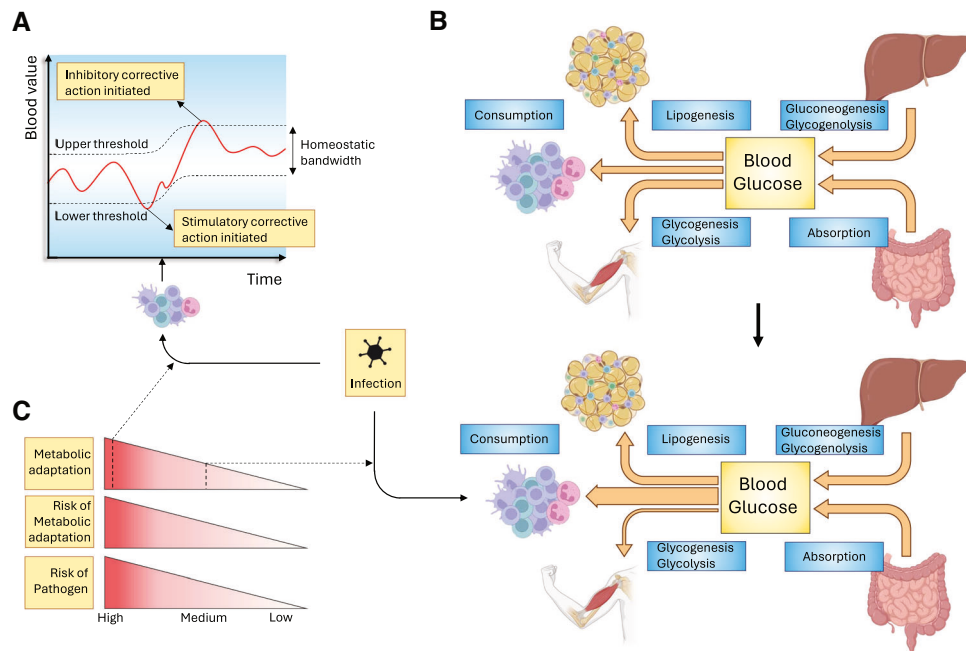 A
Blood value
Inhibitory corrective
action initiated
Upper threshold
Homeostatic
bandwidth
Lower threshold
Stimulatory corrective
action initiated
Time
B
Consumption
Lipogenesis
Gluconeogenesis
Glycogenolysis
Blood
Glucose
Glycogenesis
Glycolysis
Absorption
Infection
C
Metabolic
adaptation
Risk of
Metabolic
adaptation
Risk of
Pathogen
High
Medium
Low
Consumption
Lipogenesis
Gluconeogenesis
Glycogenolysis
Blood
Glucose
Glycogenesis
Glycolysis
Absorption